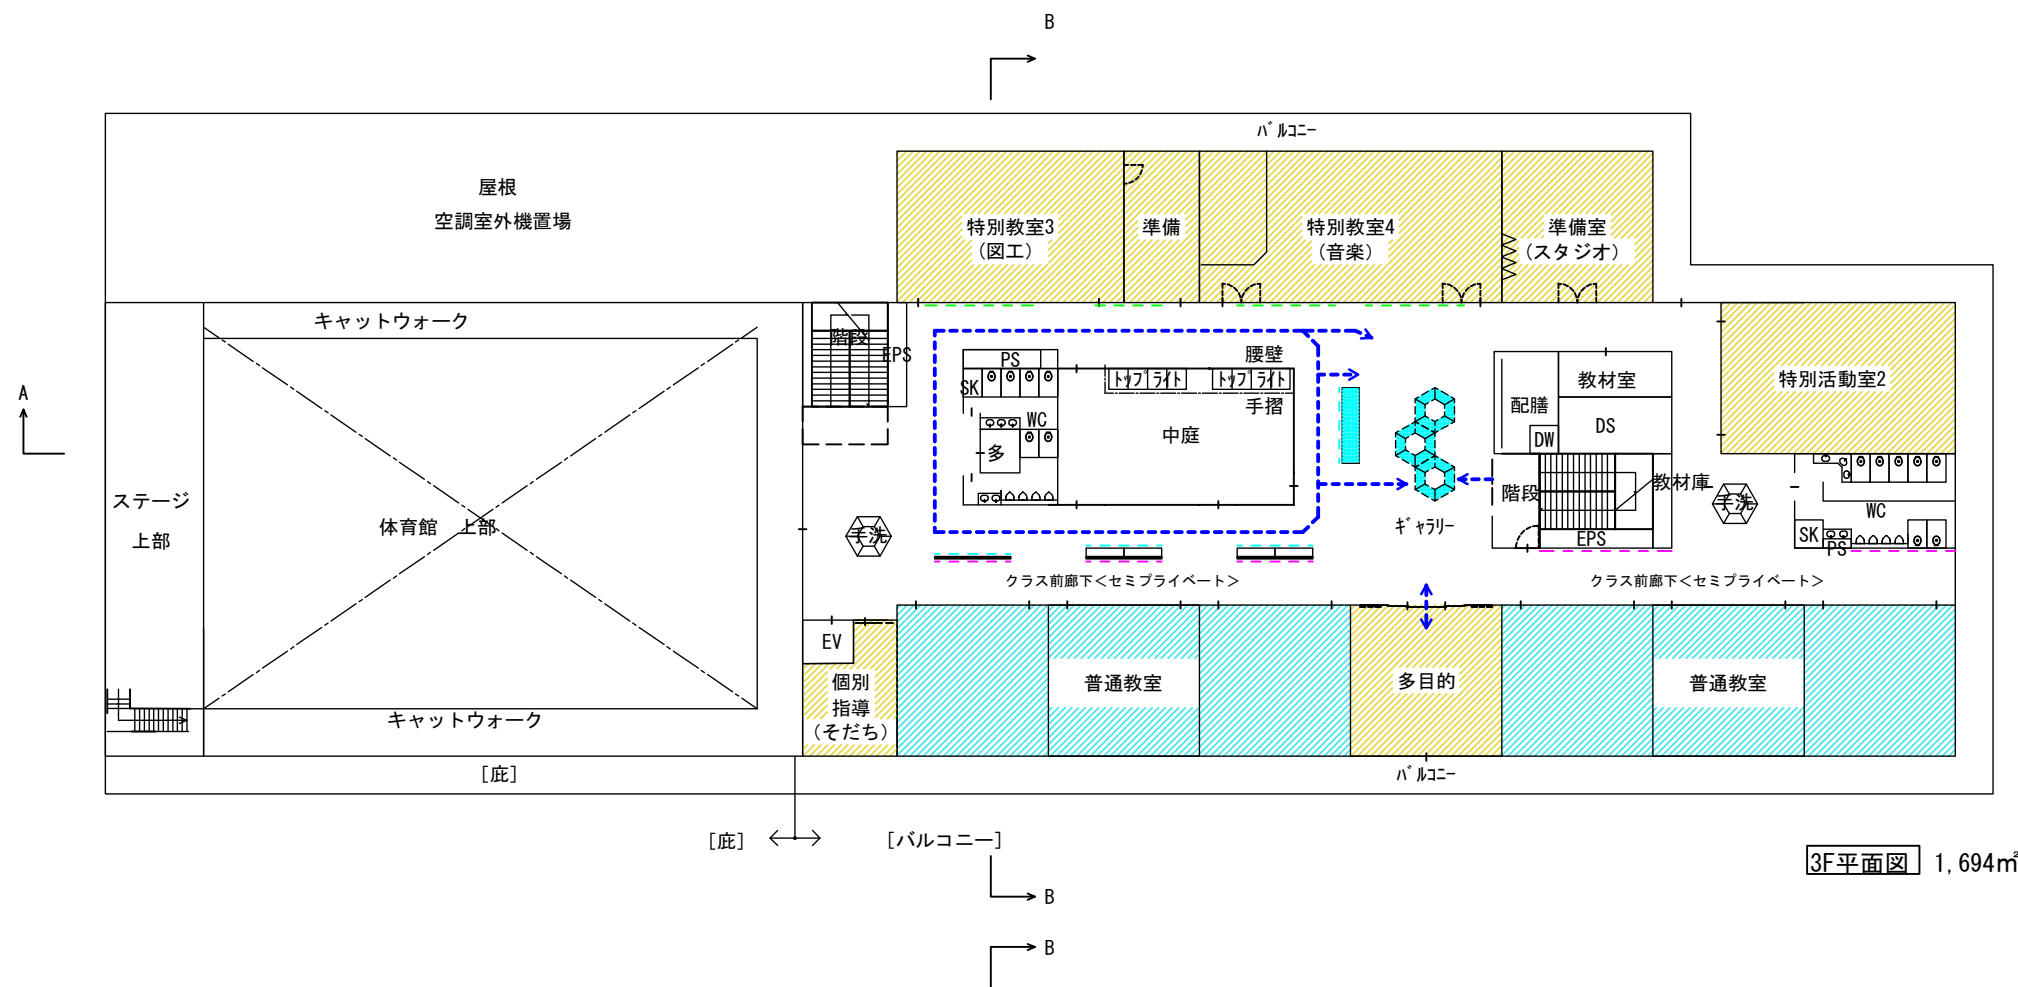 B
バルコニー
屋根
空調室外機置場
特別教室3
（図工）
準備
特別教室4
（音楽）
準備室
（スタジオ）
キャットウォーク
階段
EPS
PS
SK
WC
多
腰壁
トップライト
トップライト
手摺
中庭
教材室
配膳
DS
DW
特別活動室2
A
ステージ
上部
体育館 上部
手洗
ギャラリー
階段
教材庫
EPS
手洗
WC
SK
PS
クラス前廊下＜セミプライベート＞
クラス前廊下＜セミプライベート＞
EV
個別
指導
（そだち）
普通教室
多目的
普通教室
キャットウォーク
[庇]
バルコニー
[庇]
[バルコニー]
3F平面図 1,694㎡
B
B